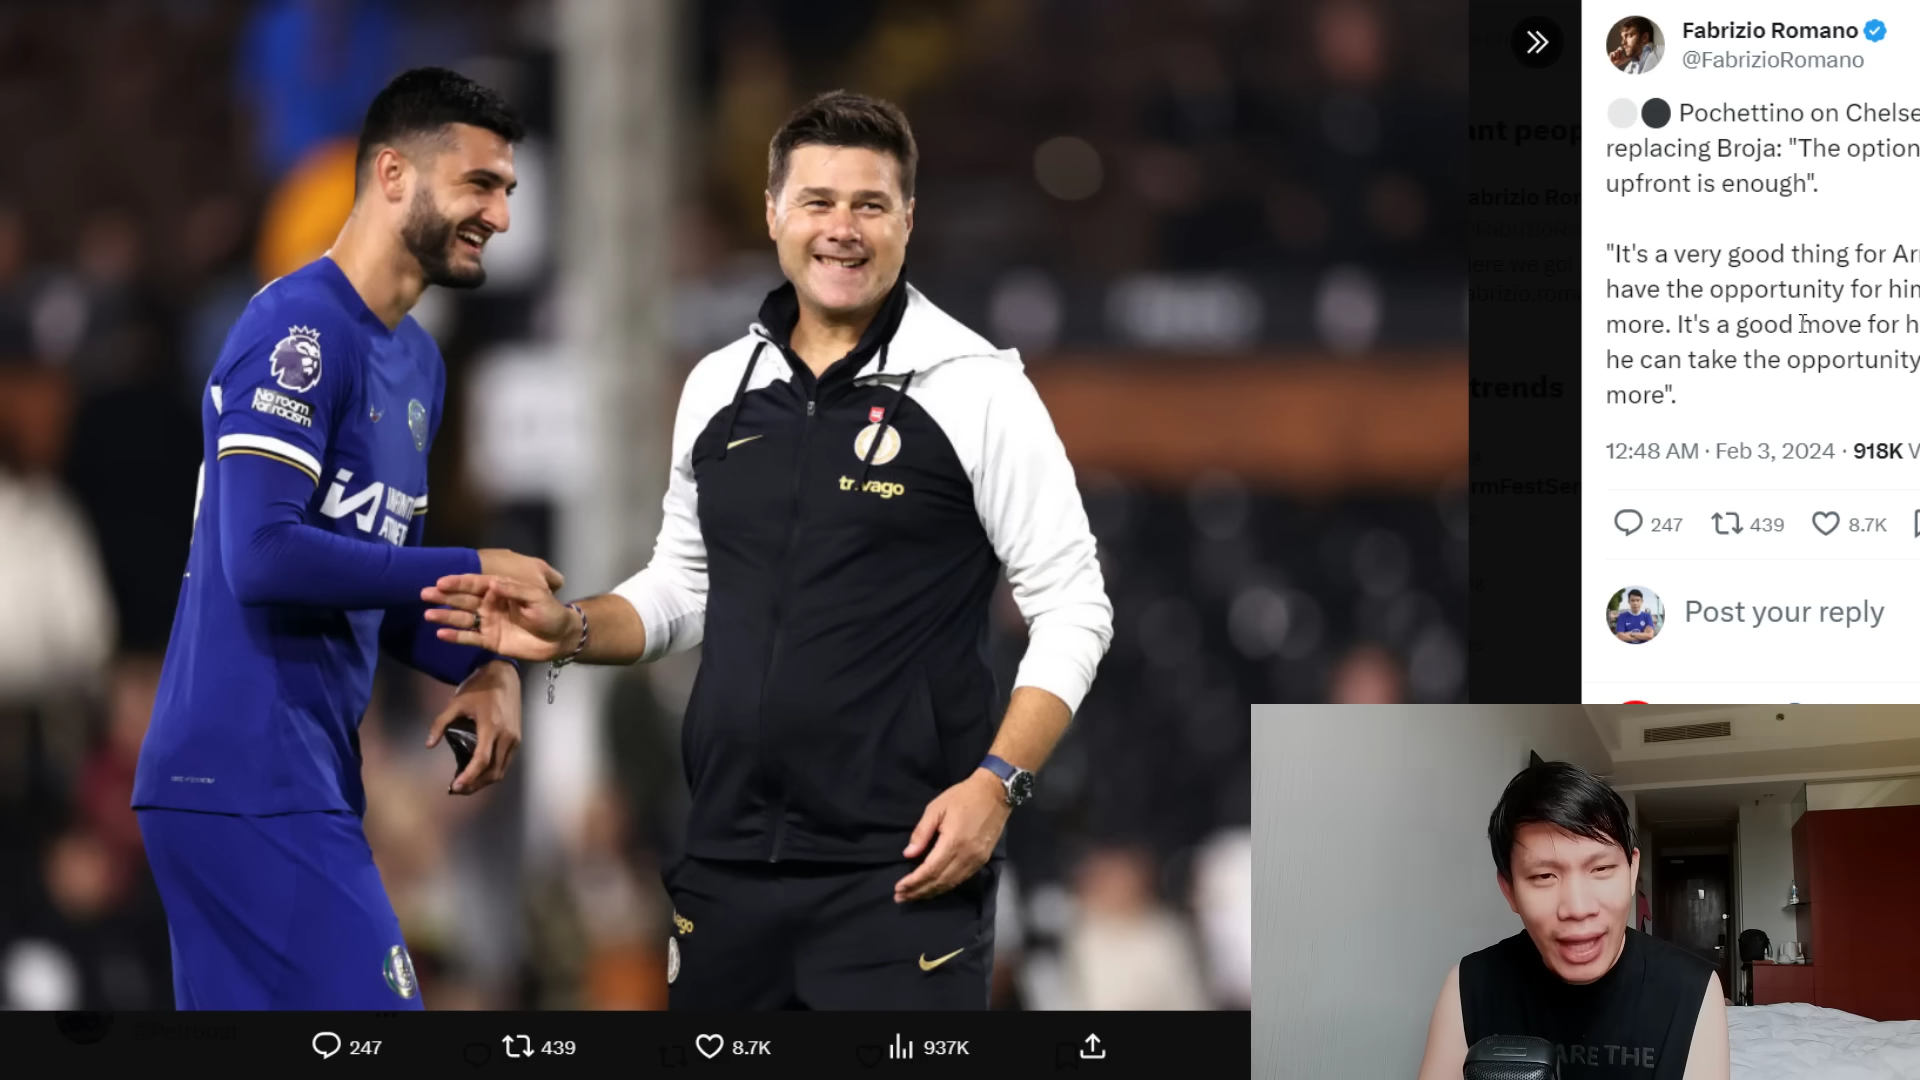 Fabrizio Romano
@FabrizioRomano
Pochettino on Chelse
replacing Broja: "The option
upfront is enough".
"It's a very good thing for Ar
have the opportunity for him
more. It's a good move for h
he can take the opportunity
more".
12:48 AM · Feb 3, 2024 · 918K V
247 439 8.7K
Post your reply
No room
for racism
trivago
247 439 8.7K 937K
ARE THE